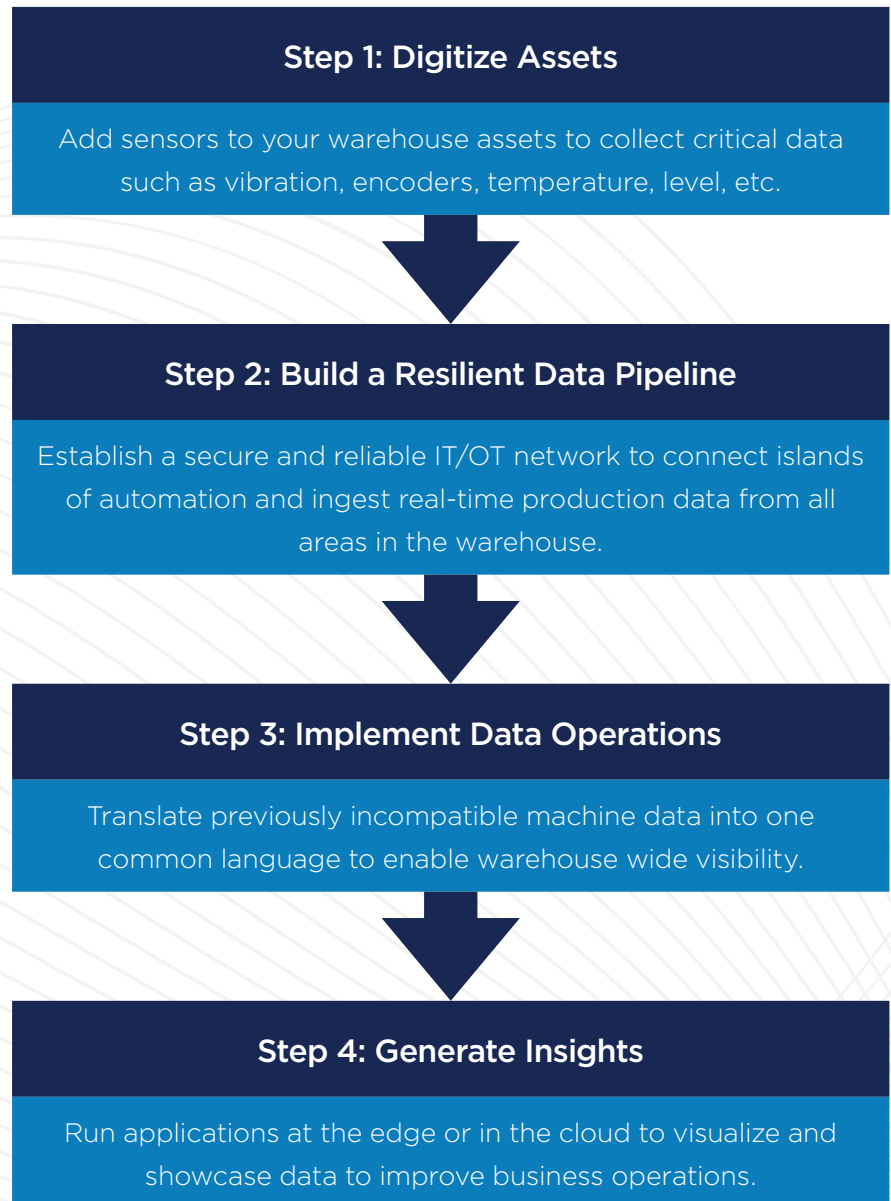 Step 1: Digitize Assets
Add sensors to your warehouse assets to collect critical data
such as vibration, encoders, temperature, level, etc.
Step 2: Build a Resilient Data Pipeline
Establish a secure and reliable IT/OT network to connect islands
of automation and ingest real-time production data from all
areas in the warehouse.
Step 3: Implement Data Operations
Translate previously incompatible machine data into one
common language to enable warehouse wide visibility.
Step 4: Generate Insights
Run applications at the edge or in the cloud to visualize and
showcase data to improve business operations.